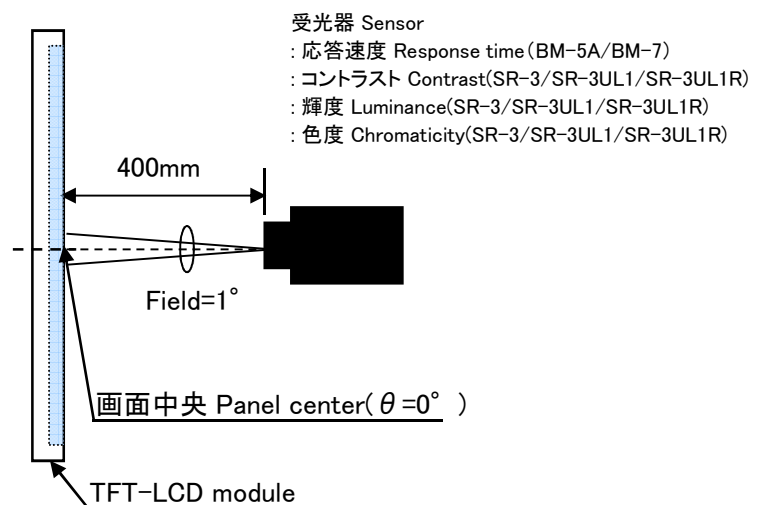 受光器 Sensor
: 応答速度 Response time(BM-5A/BM-7)
: コントラスト Contrast(SR-3/SR-3UL1/SR-3UL1R)
: 輝度 Luminance(SR-3/SR-3UL1/SR-3UL1R)
: 色度 Chromaticity(SR-3/SR-3UL1/SR-3UL1R)
400mm
Field=1°
画面中央 Panel center(θ=0° )
TFT-LCD module